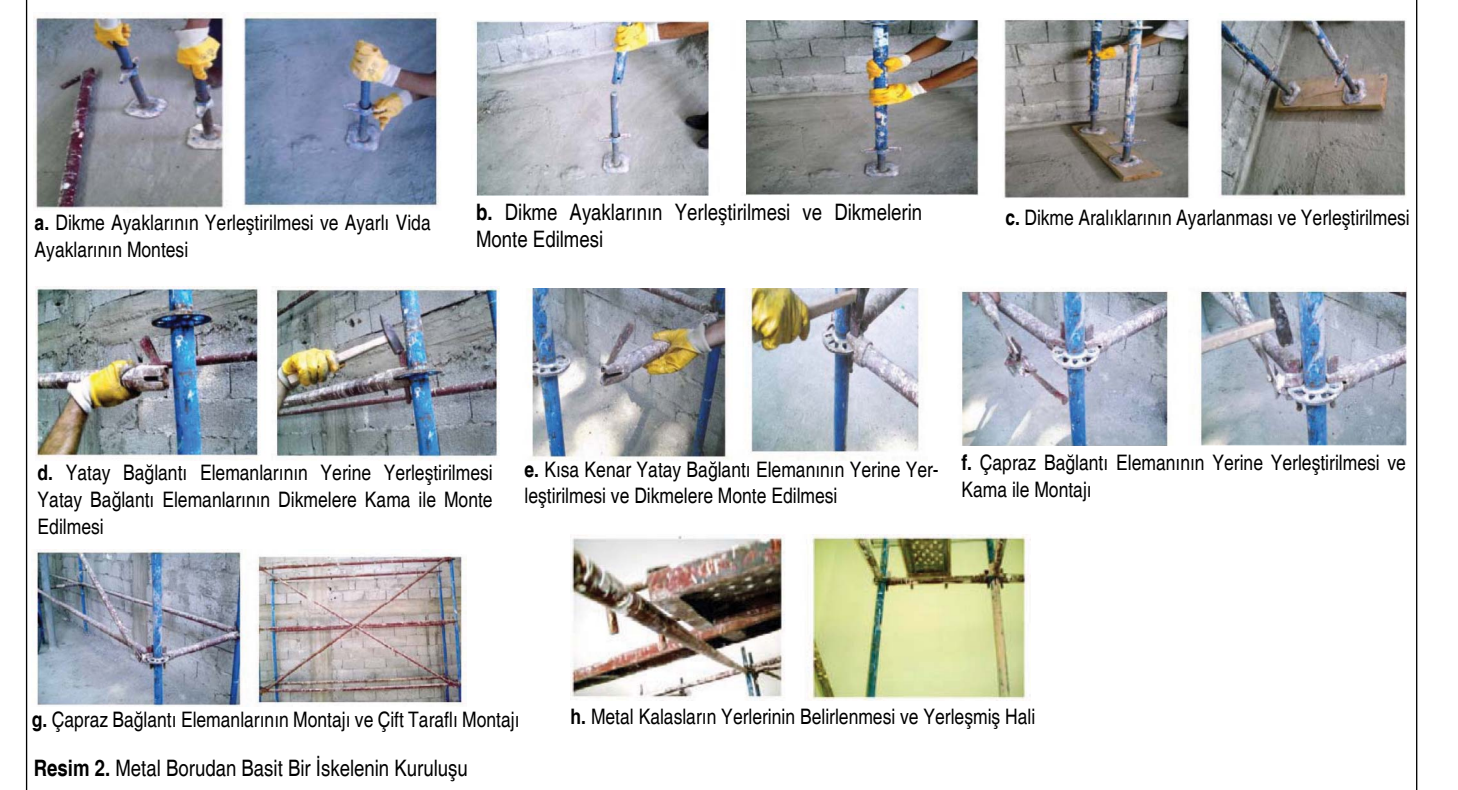 a. Dikme Ayaklarının Yerleştirilmesi ve Ayarlı Vida
Ayaklarının Montesi
b. Dikme Ayaklarının Yerleştirilmesi ve Dikmelerin
Monte Edilmesi
c. Dikme Aralıklarının Ayarlanması ve Yerleştirilmesi
d. Yatay Bağlantı Elemanlarının Yerine Yerleştirilmesi
Yatay Bağlantı Elemanlarının Dikmelere Kama ile Monte
Edilmesi
e. Kısa Kenar Yatay Bağlantı Elemanının Yerine Yer-
leştirilmesi ve Dikmelere Monte Edilmesi
f. Çapraz Bağlantı Elemanının Yerine Yerleştirilmesi ve
Kama ile Montajı
g. Çapraz Bağlantı Elemanlarının Montajı ve Çift Taraflı Montajı
h. Metal Kalasların Yerlerinin Belirlenmesi ve Yerleşmiş Hali
Resim 2. Metal Borudan Basit Bir İskelenin Kuruluşu